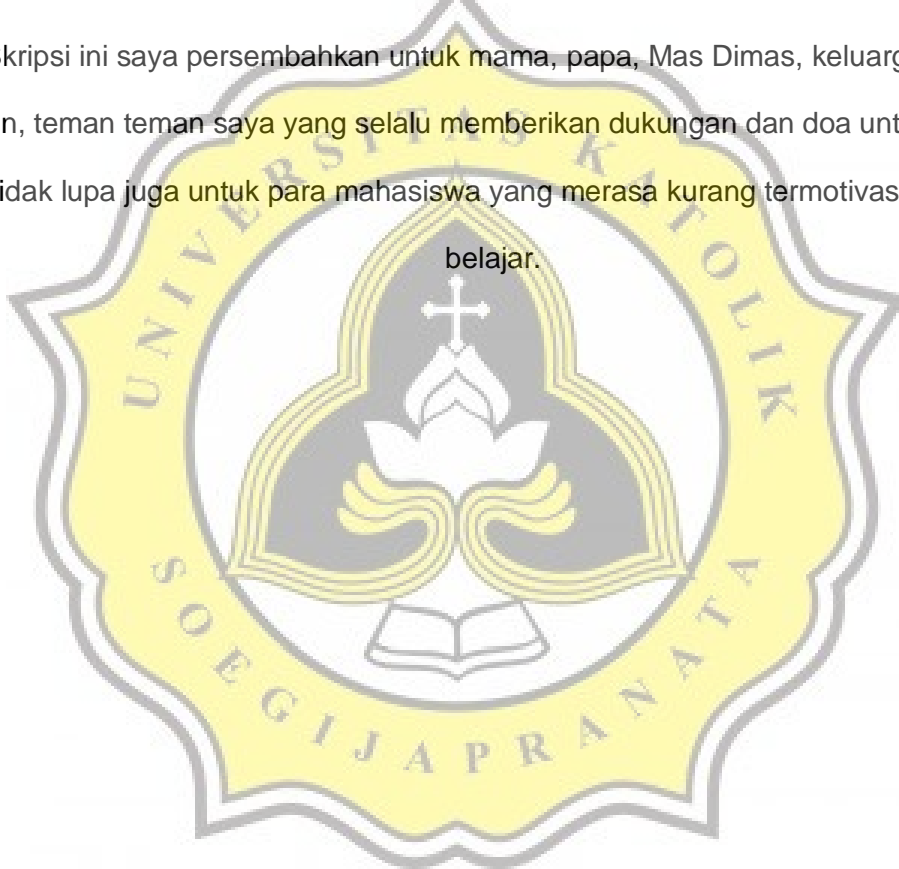 kripsi ini saya persembahkan untuk mama, papa, Mas Dimas, keluarg
n, teman teman saya yang selalu memberikan dukungan dan doa unt
idak lupa juga untuk para mahasiswa yang merasa kurang termotivas
belajar.
UNIVERSITAS KATOLIK
SOEGIJAPRANATA